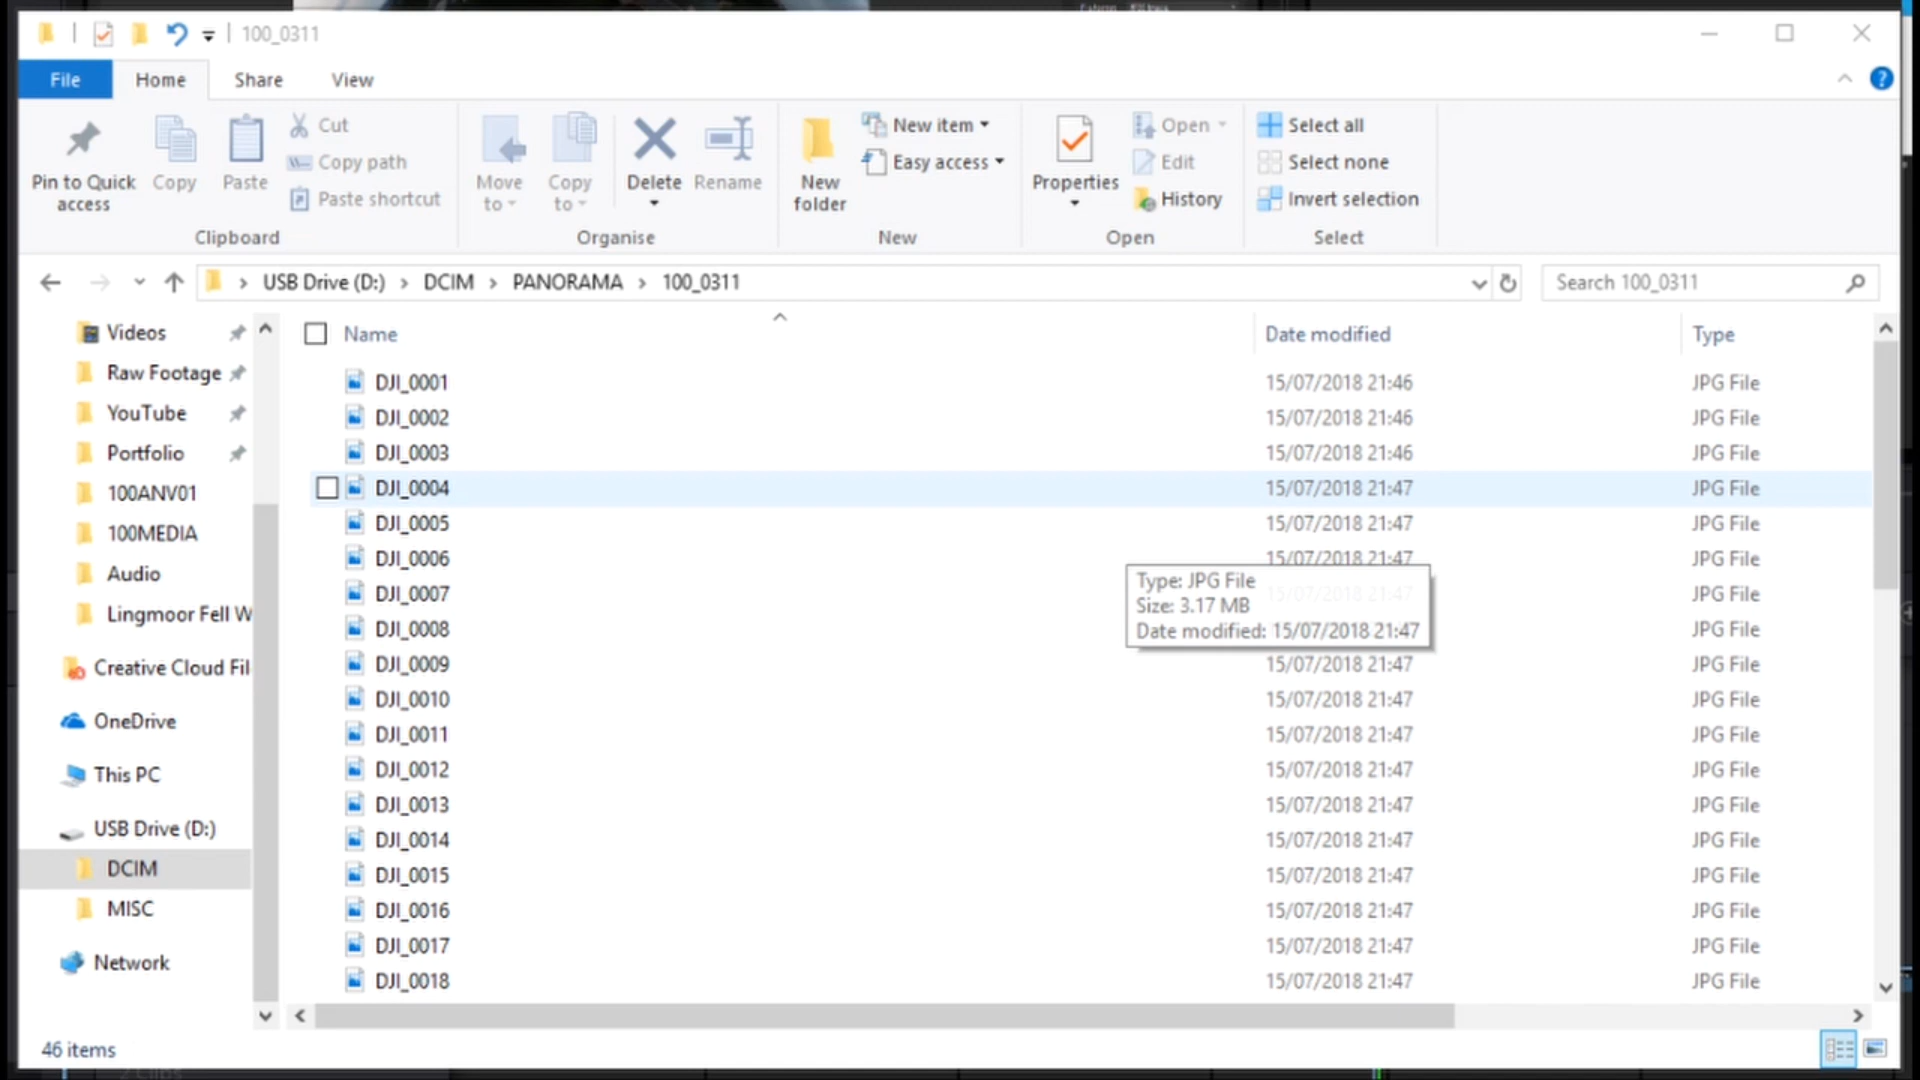 100_0311
File Home Share View
Pin to Quick access
Copy
Paste
Cut
Copy path
Paste shortcut
Clipboard
Move to
Copy to
Delete
Rename
Organise
New folder
New item
Easy access
New
Properties
Open
Edit
History
Open
Select all
Select none
Invert selection
Select
USB Drive (D:) > DCIM > PANORAMA > 100_0311
Search 100_0311
Videos
Raw Footage
YouTube
Portfolio
100ANV01
100MEDIA
Audio
Lingmoor Fell W
Creative Cloud Fil
OneDrive
This PC
USB Drive (D:)
DCIM
MISC
Network
Name Date modified Type
DJI_0001 15/07/2018 21:46 JPG File
DJI_0002 15/07/2018 21:46 JPG File
DJI_0003 15/07/2018 21:46 JPG File
DJI_0004 15/07/2018 21:47 JPG File
DJI_0005 15/07/2018 21:47 JPG File
DJI_0006 15/07/2018 21:47 JPG File
DJI_0007 15/07/2018 21:47 JPG File
DJI_0008 JPG File
DJI_0009 15/07/2018 21:47 JPG File
DJI_0010 15/07/2018 21:47 JPG File
DJI_0011 15/07/2018 21:47 JPG File
DJI_0012 15/07/2018 21:47 JPG File
DJI_0013 15/07/2018 21:47 JPG File
DJI_0014 15/07/2018 21:47 JPG File
DJI_0015 15/07/2018 21:47 JPG File
DJI_0016 15/07/2018 21:47 JPG File
DJI_0017 15/07/2018 21:47 JPG File
DJI_0018 15/07/2018 21:47 JPG File
Type: JPG File
Size: 3.17 MB
Date modified: 15/07/2018 21:47
46 items